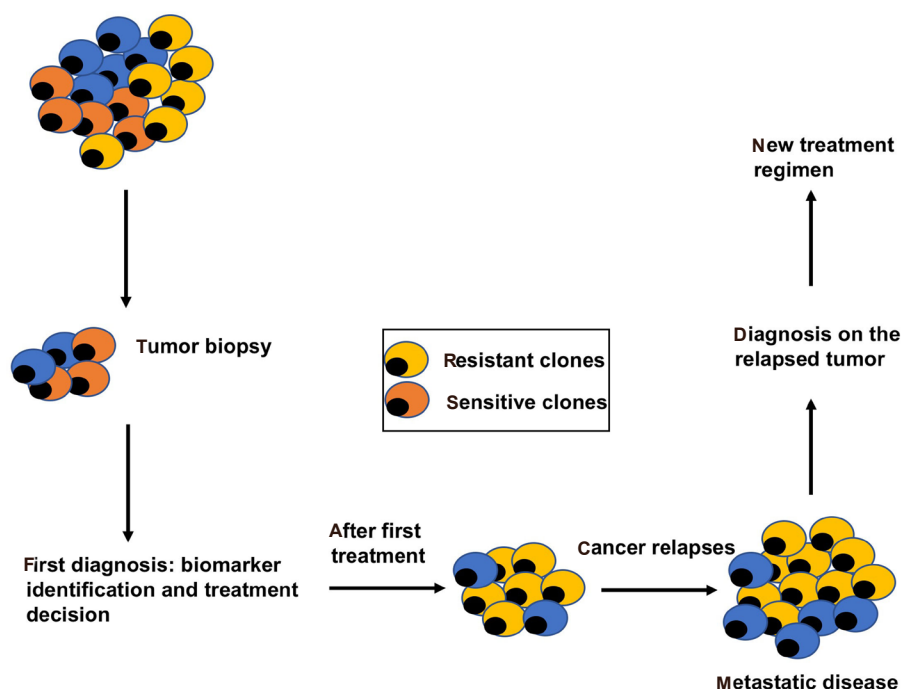 New treatment
regimen
Tumor biopsy
Diagnosis on the
relapsed tumor
Resistant clones
Sensitive clones
First diagnosis: biomarker
identification and treatment
decision
After first
treatment
Cancer relapses
Metastatic disease